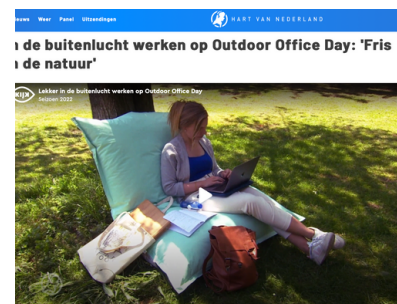 Weer Panel Uitzendingen
HART VAN NEDERLAND
de buitenlucht werken op Outdoor Office Day: 'Fris
de natuur'
Lekker in de buitenlucht werken op Outdoor Office Day
Seizoen 2022